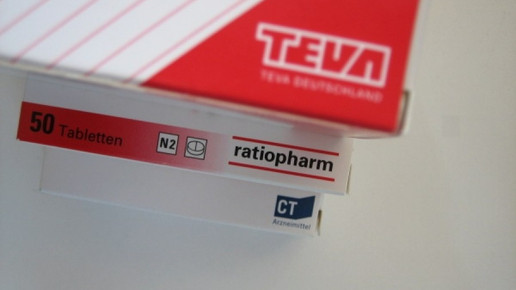 TEVA
TEVA DEUTSCHLAND
50 Tabletten N2 ratiopharm
CT
Arzneimittel